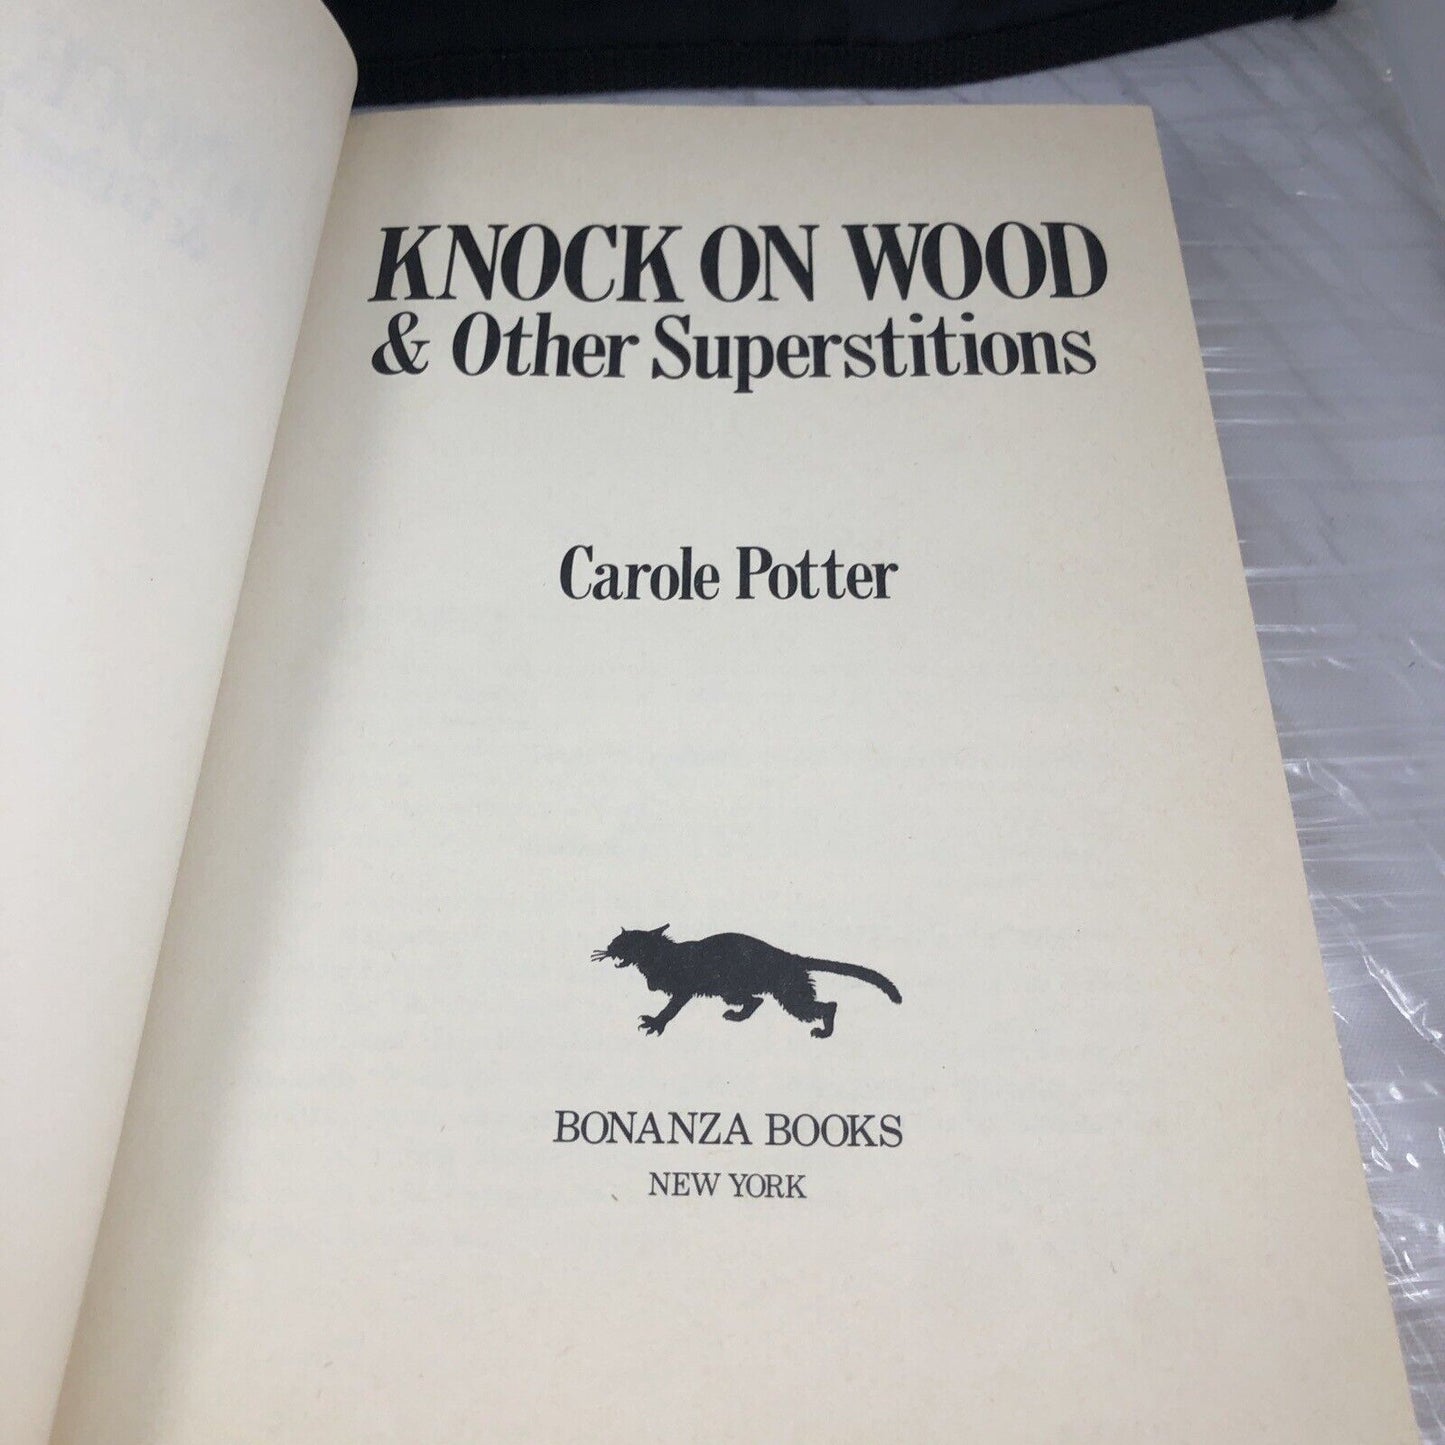 KNOCK ON WOOD
& Other Superstitions
Carole Potter
BONANZA BOOKS
NEW YORK